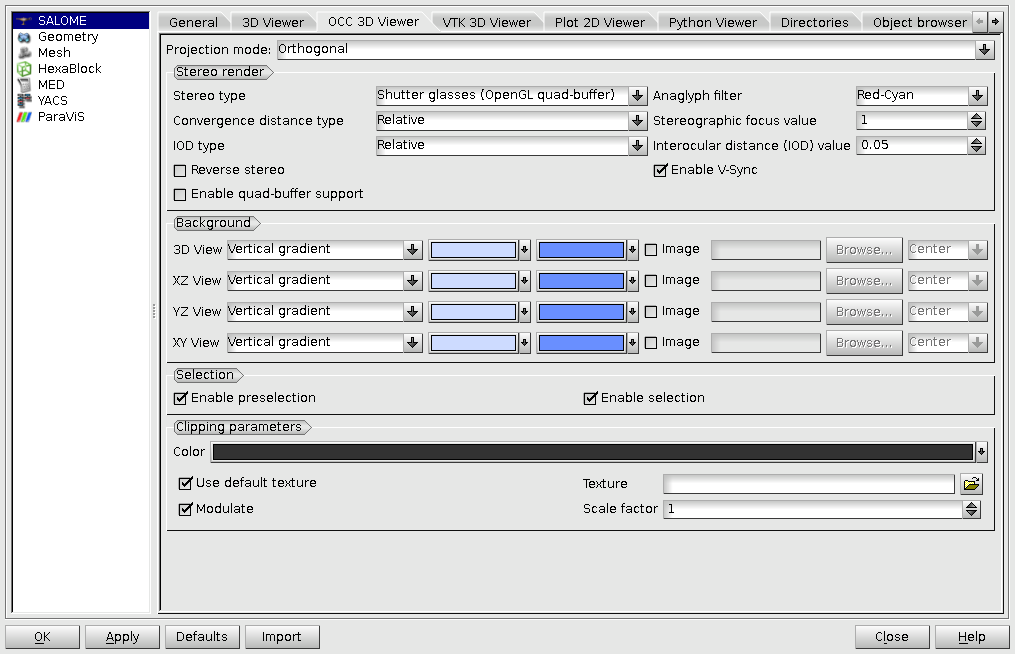 SALOME
Geometry
Mesh
HexaBlock
MED
YACS
ParaViS
General 3D Viewer OCC 3D Viewer VTK 3D Viewer Plot 2D Viewer Python Viewer Directories Object browser
Projection mode: Orthogonal
Stereo render
Stereo type Shutter glasses (OpenGL quad-buffer) Anaglyph filter Red-Cyan
Convergence distance type Relative Stereographic focus value 1
IOD type Relative Interocular distance (IOD) value 0.05
Reverse stereo Enable V-Sync
Enable quad-buffer support
Background
3D View Vertical gradient Image Browse... Center
XZ View Vertical gradient Image Browse... Center
YZ View Vertical gradient Image Browse... Center
XY View Vertical gradient Image Browse... Center
Selection
Enable preselection Enable selection
Clipping parameters
Color
Use default texture Texture
Modulate Scale factor 1
OK Apply Defaults Import Close Help